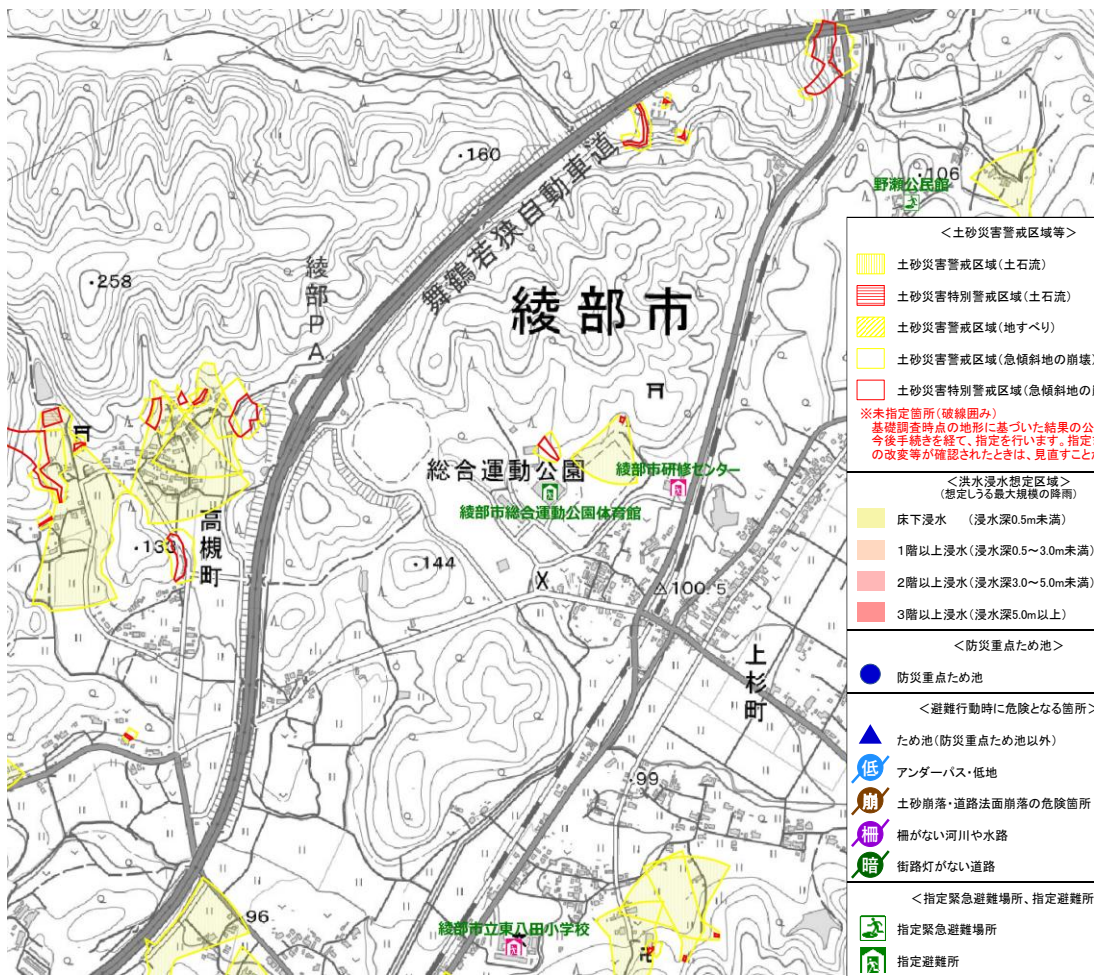 ・160
野瀬公民館
・106
舞鶴若狭自動車道
綾部PA
・258
綾部市
総合運動公園
綾部市研修センター
綾部市総合運動公園体育館
高槻町
・133
・144
X
△100.5
上杉町
・99
96
綾部市立東八田小学校
卍
＜土砂災害警戒区域等＞
土砂災害警戒区域(土石流)
土砂災害特別警戒区域(土石流)
土砂災害警戒区域(地すべり)
土砂災害警戒区域(急傾斜地の崩壊)
土砂災害特別警戒区域(急傾斜地の
※未指定箇所(破線囲み)
基礎調査時点の地形に基づいた結果の公
今後手続きを経て、指定を行います。指定
の改変等が確認されたときは、見直すことが
＜洪水浸水想定区域＞
(想定しうる最大規模の降雨)
床下浸水　(浸水深0.5m未満)
1階以上浸水(浸水深0.5～3.0m未満)
2階以上浸水(浸水深3.0～5.0m未満)
3階以上浸水(浸水深5.0m以上)
＜防災重点ため池＞
防災重点ため池
＜避難行動時に危険となる箇所＞
ため池(防災重点ため池以外)
低 アンダーパス・低地
崩 土砂崩落・道路法面崩落の危険箇所
柵 柵がない河川や水路
暗 街路灯がない道路
＜指定緊急避難場所、指定避難所
指定緊急避難場所
指定避難所